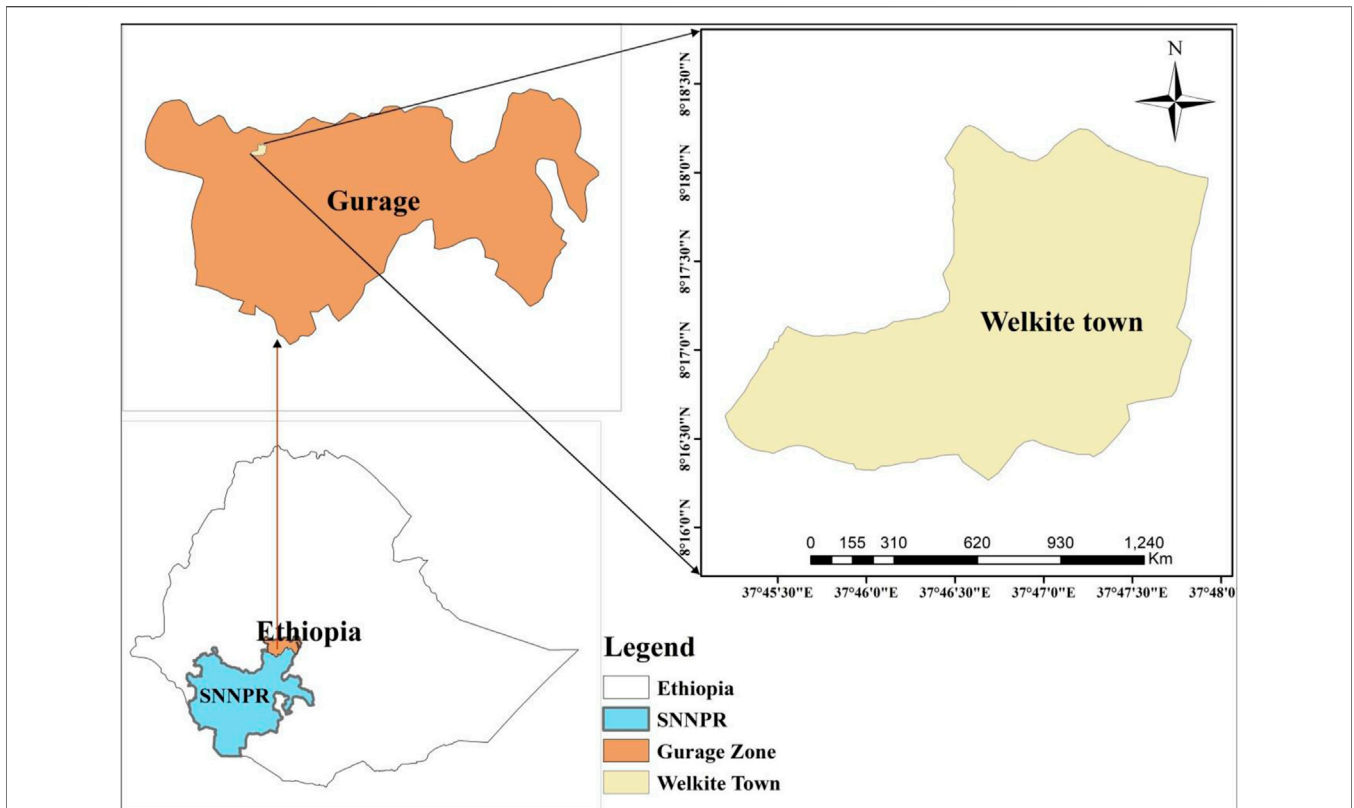 Gurage
N
8°18'30"N
8°18'0"N
8°17'30"N
8°17'0"N
8°16'30"N
8°16'0"N
Welkite town
0 155 310 620 930 1,240
Km
37°45'30"E 37°46'0"E 37°46'30"E 37°47'0"E 37°47'30"E 37°48'0
Ethiopia
SNNPR
Legend
Ethiopia
SNNPR
Gurage Zone
Welkite Town